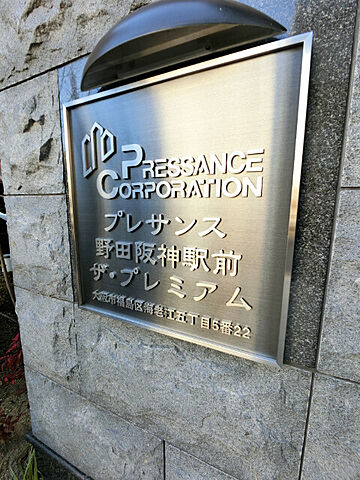 PRESSANCE
CORPORATION
プレサンス
野田阪神駅前
ザ・プレミアム
大阪市福島区海老江五丁目5番22